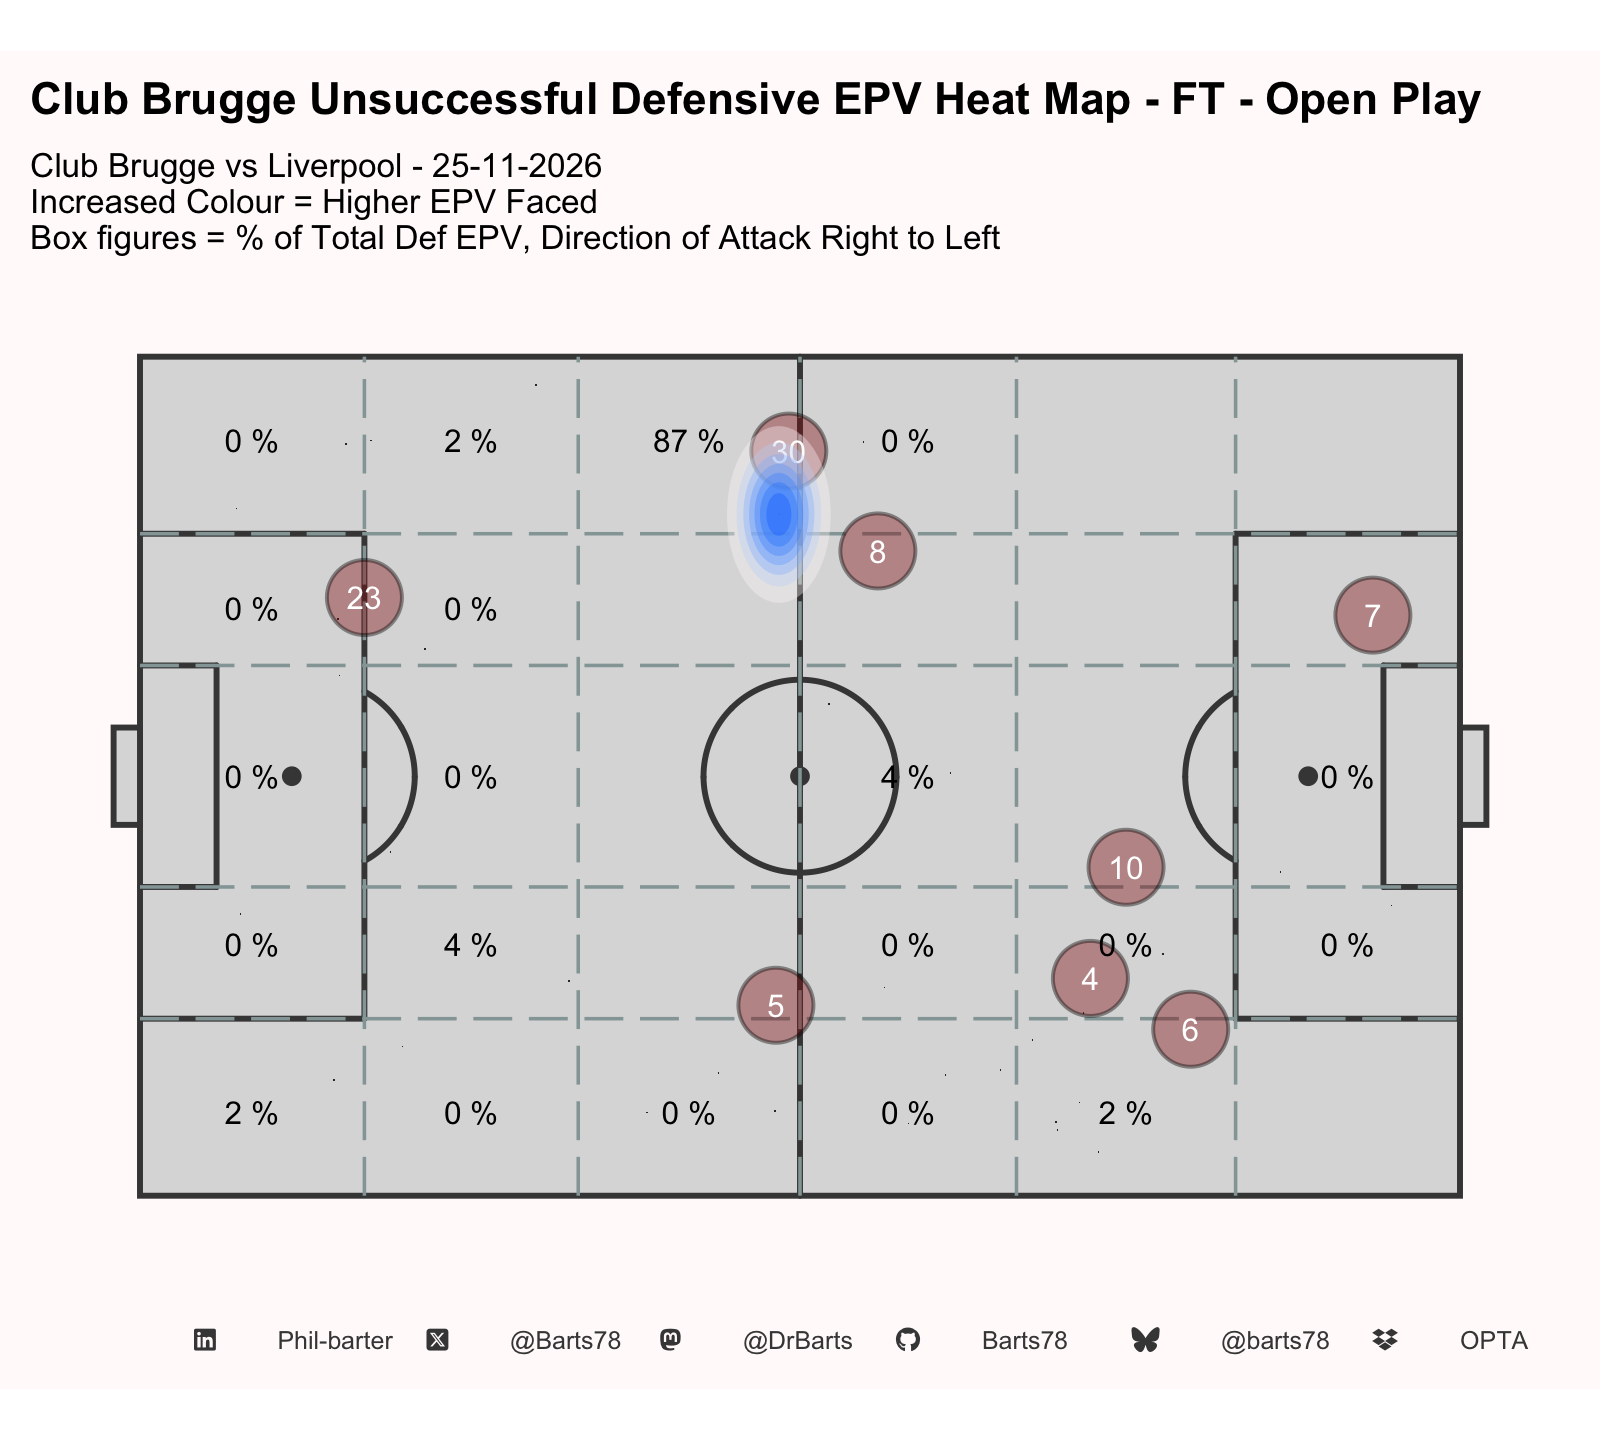 Club Brugge Unsuccessful Defensive EPV Heat Map - FT - Open Play
Club Brugge vs Liverpool - 25-11-2026
Increased Colour = Higher EPV Faced
Box figures = % of Total Def EPV, Direction of Attack Right to Left
0 % 2 % 87 % 30 0 %
8
23
0 % 0 % 7
0 % 0 % 4 % 0 %
10
0 % 4 % 0 % 0 % 0 %
4
5
6
2 % 0 % 0 % 0 % 2 %
Phil-barter @Barts78 @DrBarts Barts78 @barts78 OPTA